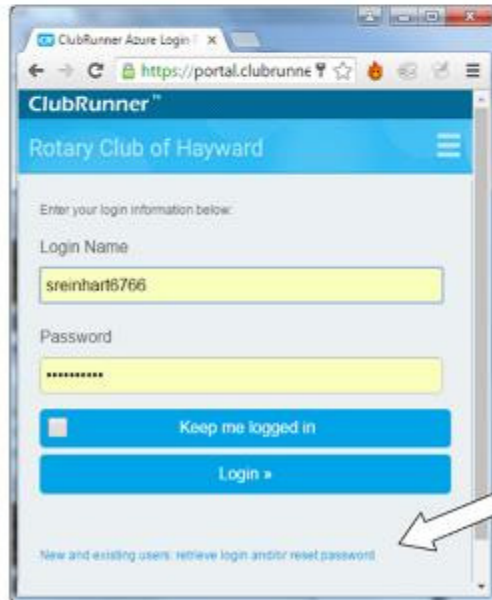 ClubRunner Azure Login
https://portal.clubrunne
ClubRunner™
Rotary Club of Hayward
Enter your login information below:
Login Name
sreinhart6766
Password
••••••••••
Keep me logged in
Login »
New and existing users: retrieve login and/or reset password